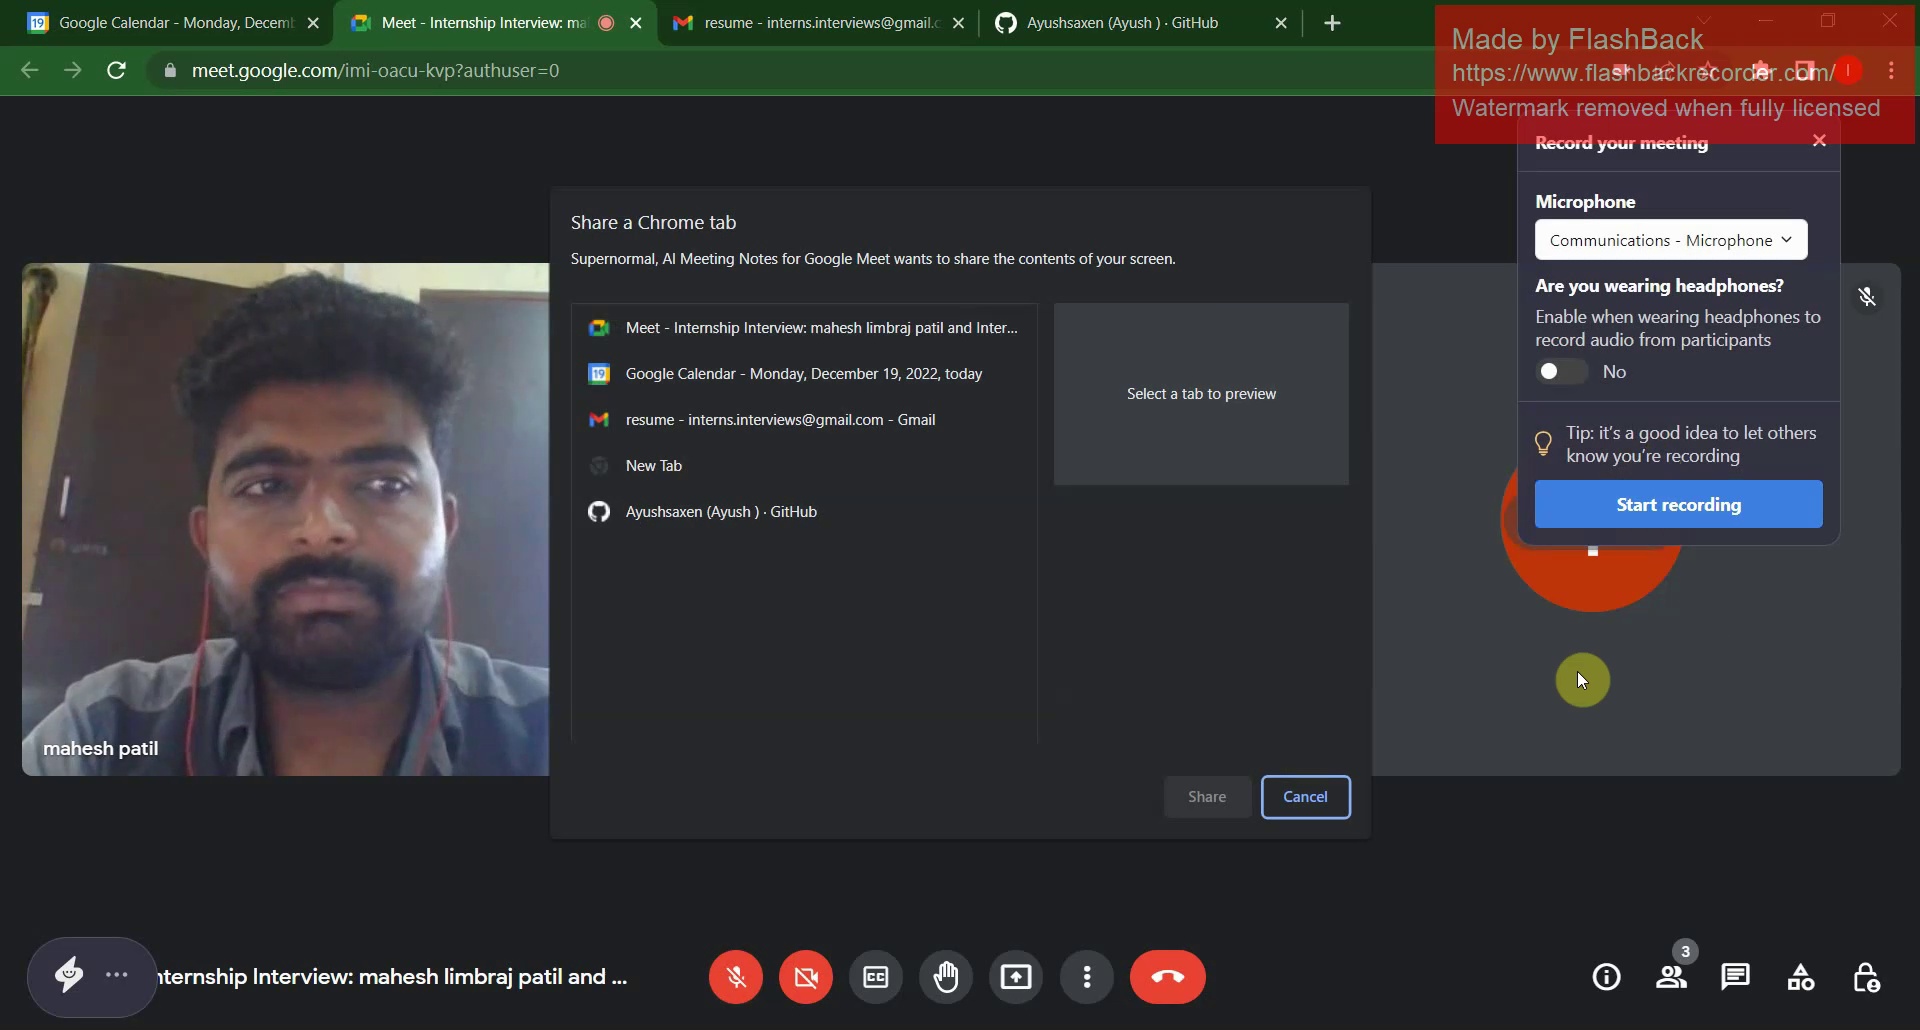 Google Calendar - Monday, Decemb
Meet - Internship Interview: ma
resume - interns.interviews@gmail.c
Ayushsaxen (Ayush ) · GitHub
meet.google.com/imi-oacu-kvp?authuser=0
Made by FlashBack
https://www.flashbackrecorder.com/
Watermark removed when fully licensed
Record your meeting
Microphone
Communications - Microphone
Are you wearing headphones?
Enable when wearing headphones to
record audio from participants
No
Tip: it's a good idea to let others
know you're recording
Start recording
Share a Chrome tab
Supernormal, AI Meeting Notes for Google Meet wants to share the contents of your screen.
Meet - Internship Interview: mahesh limbraj patil and Inter...
19 Google Calendar - Monday, December 19, 2022, today
resume - interns.interviews@gmail.com - Gmail
New Tab
Ayushsaxen (Ayush ) · GitHub
Select a tab to preview
Share
Cancel
mahesh patil
nternship Interview: mahesh limbraj patil and ...
CC
3